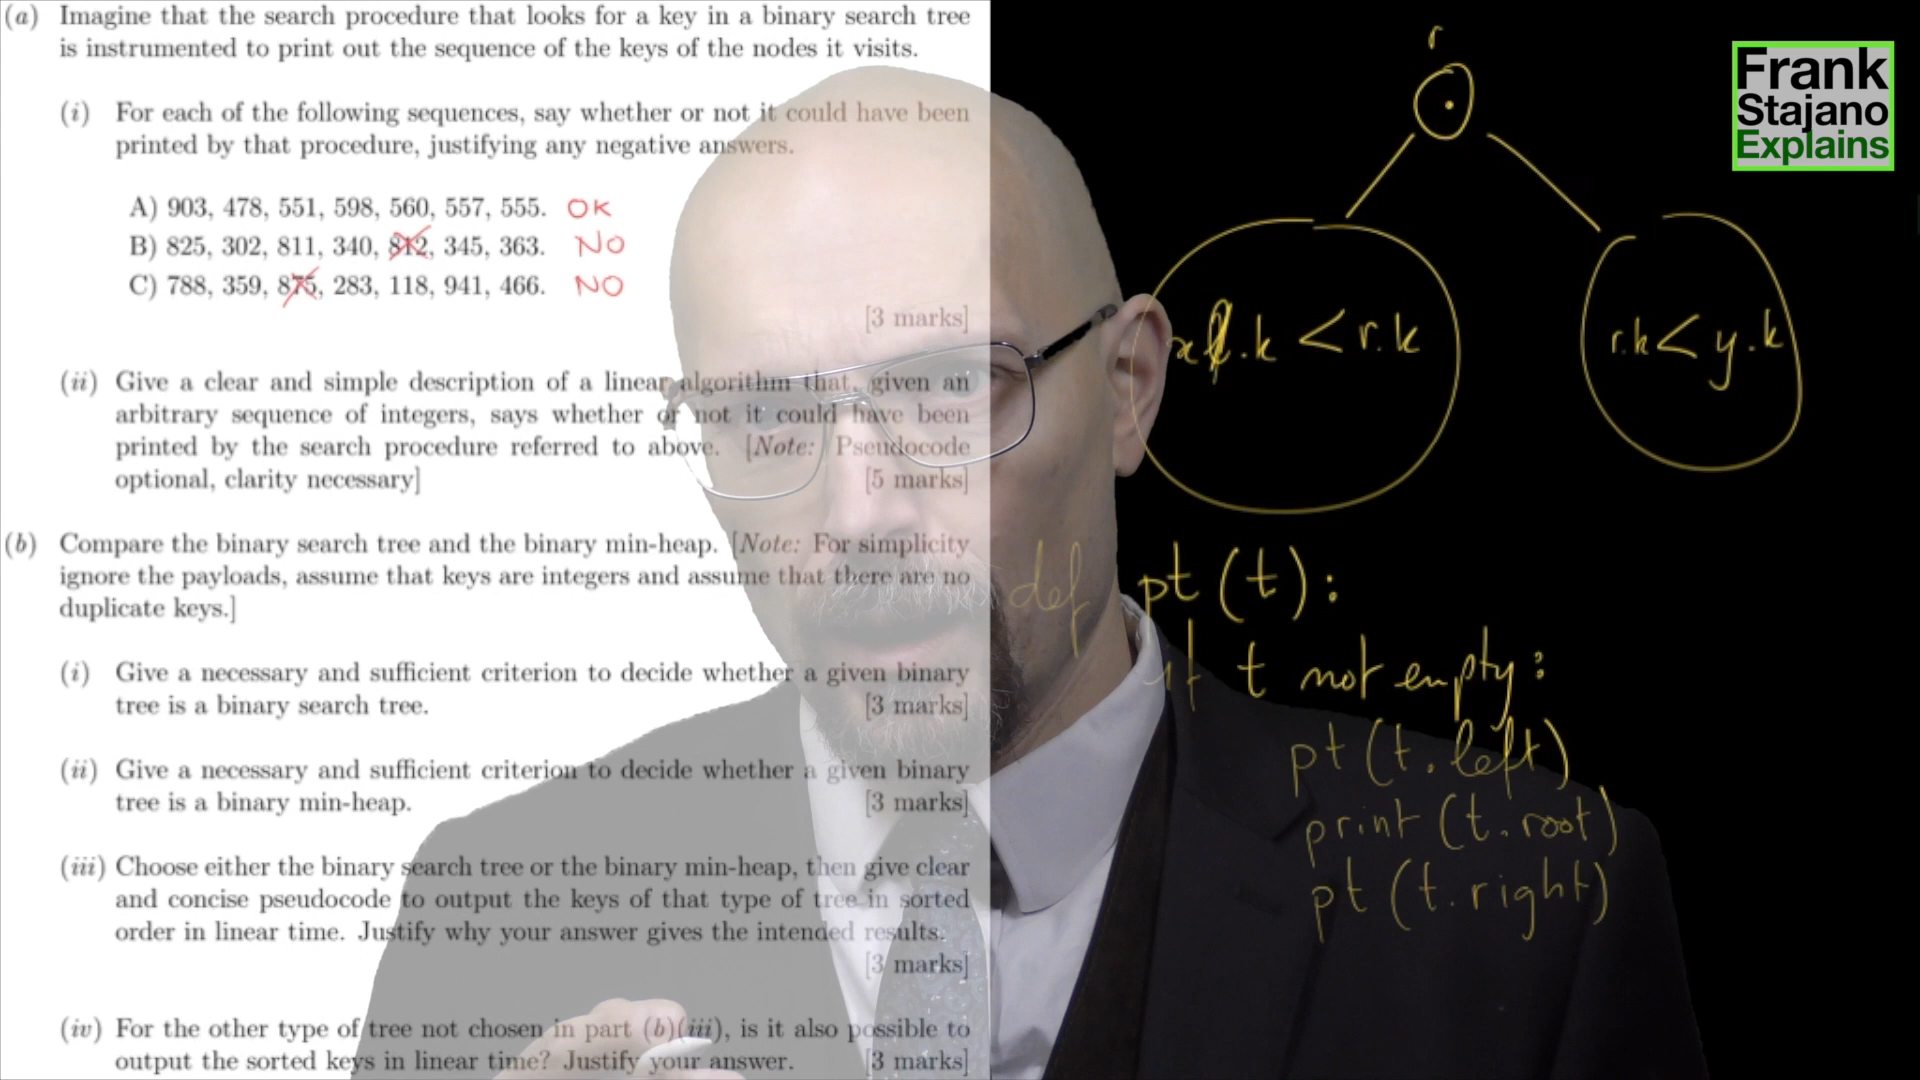 (a) Imagine that the search procedure that looks for a key in a binary search tree
is instrumented to print out the sequence of the keys of the nodes it visits.
(i) For each of the following sequences, say whether or not it could have been
printed by that procedure, justifying any negative answers.
A) 903, 478, 551, 598, 560, 557, 555. OK
B) 825, 302, 811, 340, 812, 345, 363. NO
C) 788, 359, 875, 283, 118, 941, 466. NO
[3 marks]
(ii) Give a clear and simple description of a linear algorithm that, given an
arbitrary sequence of integers, says whether or not it could have been
printed by the search procedure referred to above. [Note: Pseudocode
optional, clarity necessary] [5 marks]
(b) Compare the binary search tree and the binary min-heap. [Note: For simplicity
ignore the payloads, assume that keys are integers and assume that there are no
duplicate keys.]
(i) Give a necessary and sufficient criterion to decide whether a given binary
tree is a binary search tree. [3 marks]
(ii) Give a necessary and sufficient criterion to decide whether a given binary
tree is a binary min-heap. [3 marks]
(iii) Choose either the binary search tree or the binary min-heap, then give clear
and concise pseudocode to output the keys of that type of tree in sorted
order in linear time. Justify why your answer gives the intended results.
[3 marks]
(iv) For the other type of tree not chosen in part (b)(iii), is it also possible to
output the sorted keys in linear time? Justify your answer. [3 marks]
r
x.k < r.k
r.k < y.k
def pt(t):
if t not empty:
pt(t.left)
print(t.root)
pt(t.right)
Frank
Stajano
Explains